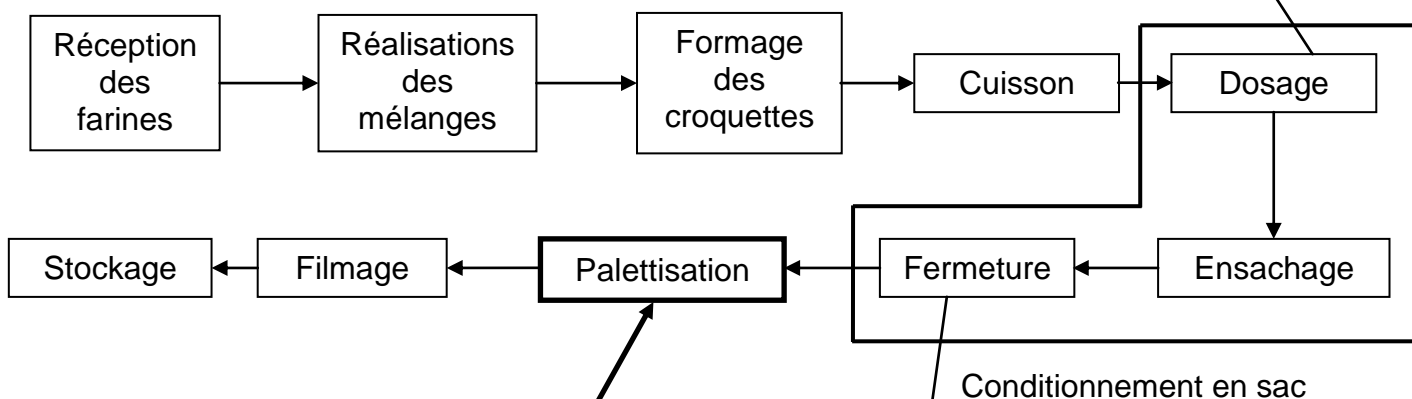 Réception
des
farines
Réalisations
des
mélanges
Formage
des
croquettes
Cuisson
Dosage
Stockage
Filmage
Palettisation
Fermeture
Ensachage
Conditionnement en sac